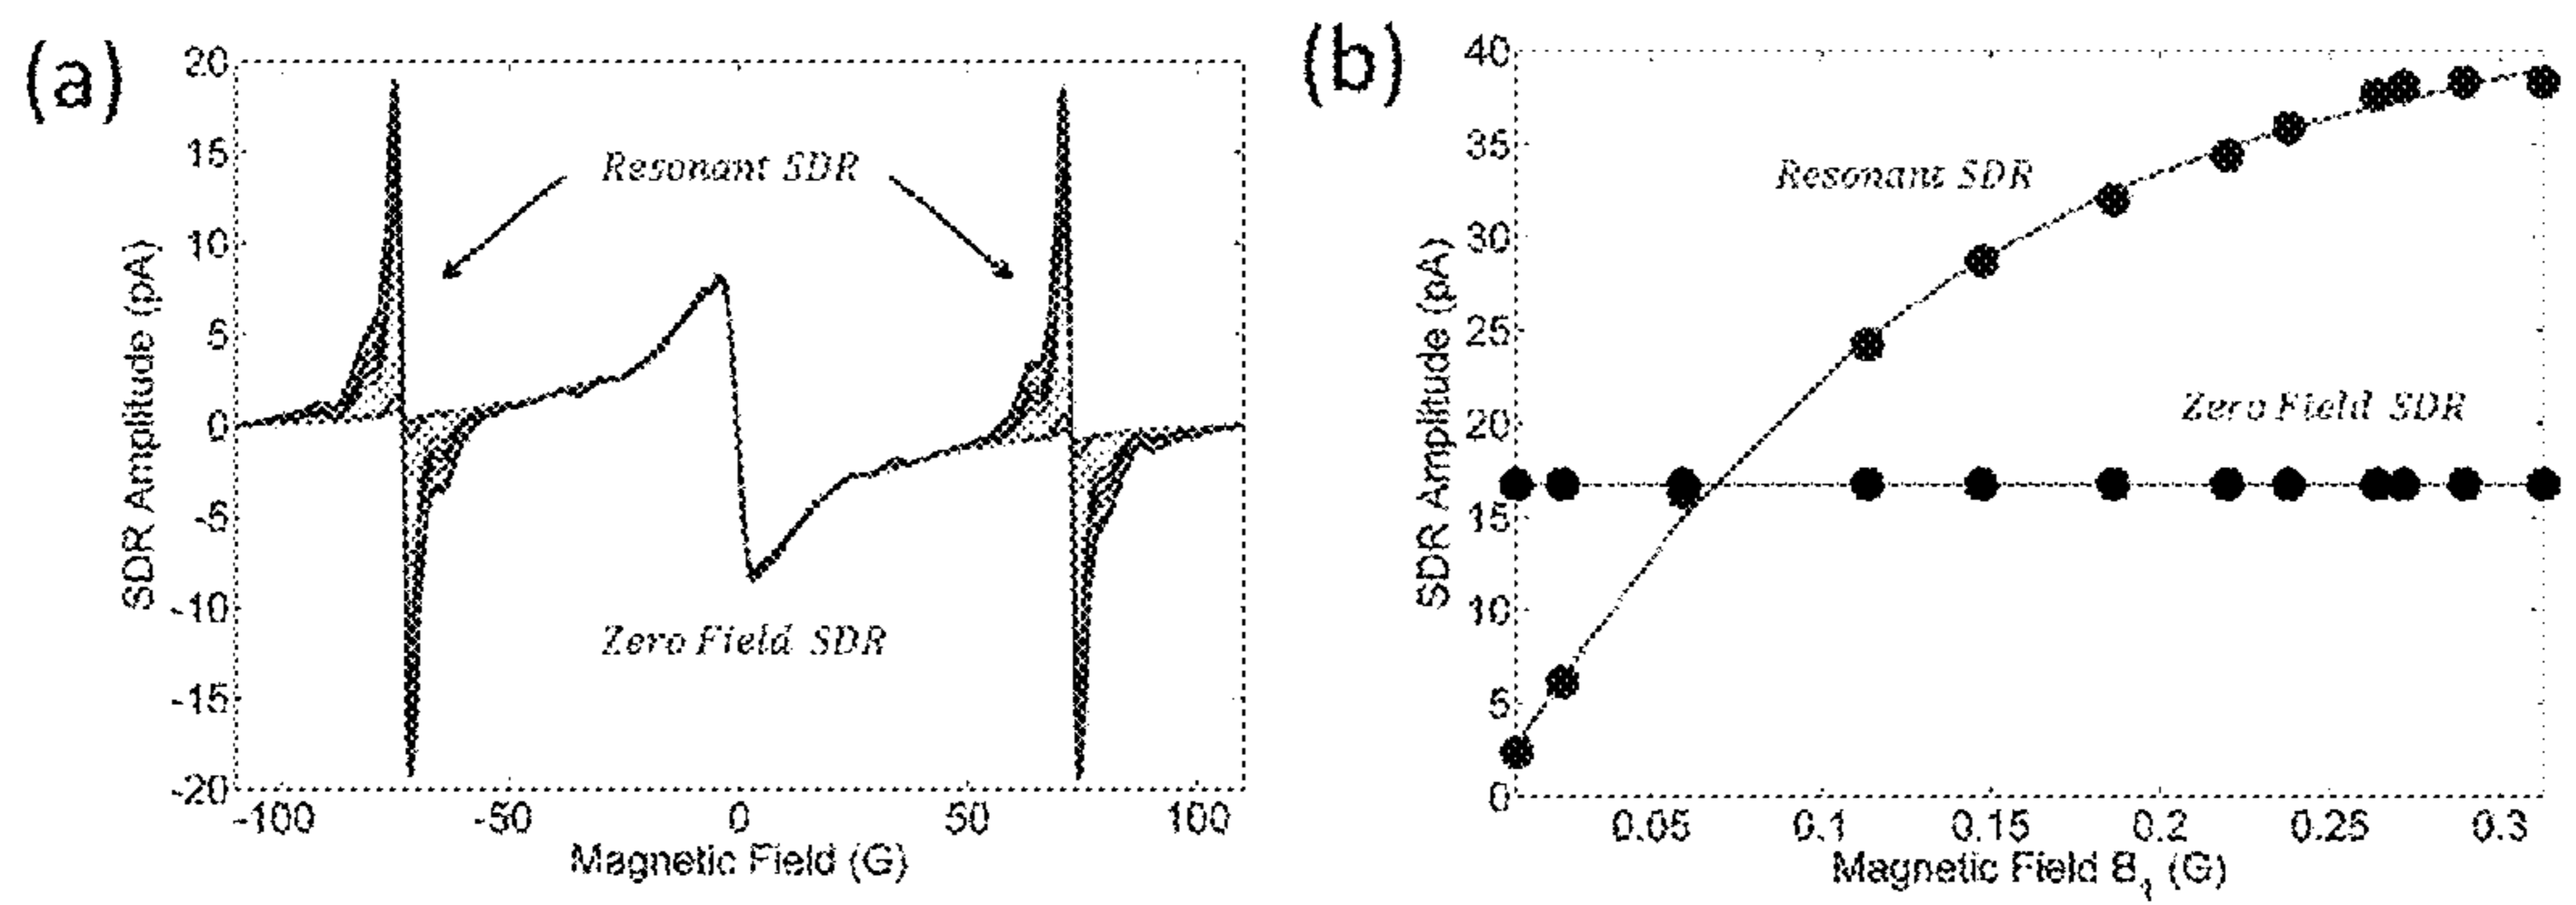 (a)
20
15
10
5
0
-5
-10
-15
-20
SDR Amplitude (pA)
Resonant SDR
Zero Field SDR
-100 -50 0 50 100
Magnetic Field (G)
(b)
40
35
30
25
20
15
10
5
0
SDR Amplitude (pA)
Resonant SDR
Zero Field SDR
0.05 0.1 0.15 0.2 0.25 0.3
Magnetic Field B₁ (G)